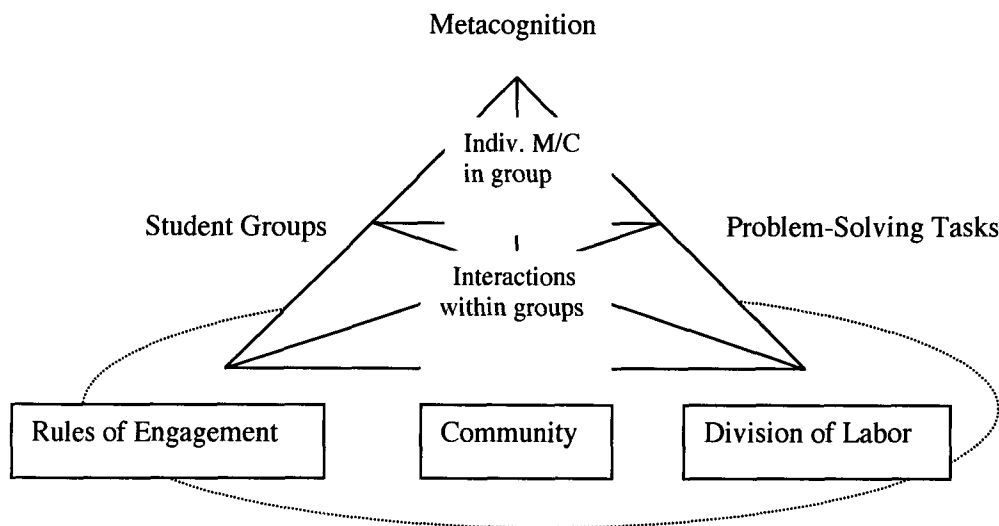 Metacognition
Indiv. M/C
in group
Student Groups
Problem-Solving Tasks
Interactions
within groups
Rules of Engagement
Community
Division of Labor